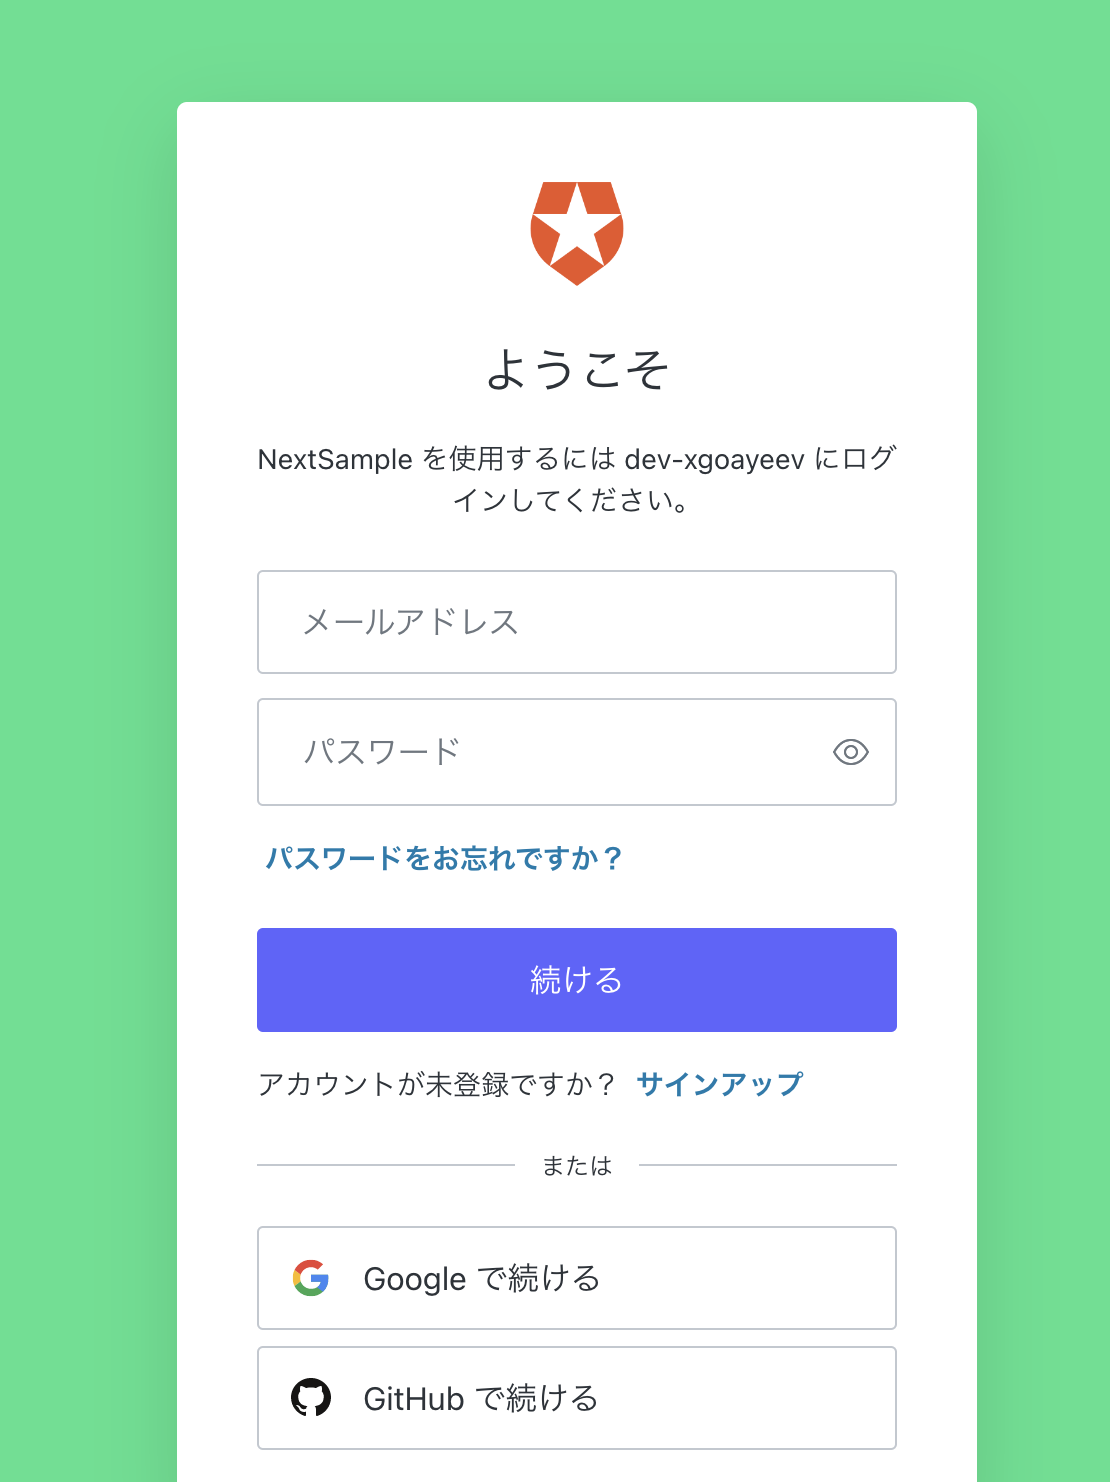 ようこそ
NextSample を使用するには dev-xgoayeev にログ
インしてください。
メールアドレス
パスワード
パスワードをお忘れですか？
続ける
アカウントが未登録ですか？ サインアップ
または
Google で続ける
GitHub で続ける